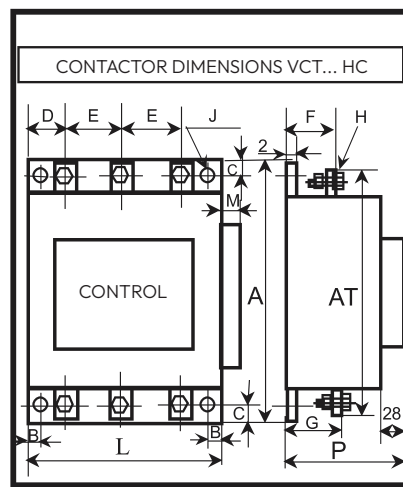 CONTACTOR DIMENSIONS VCT... HC
D E E J
F H
2
C
M
CONTROL
A
AT
C
G
28
B B
L
P